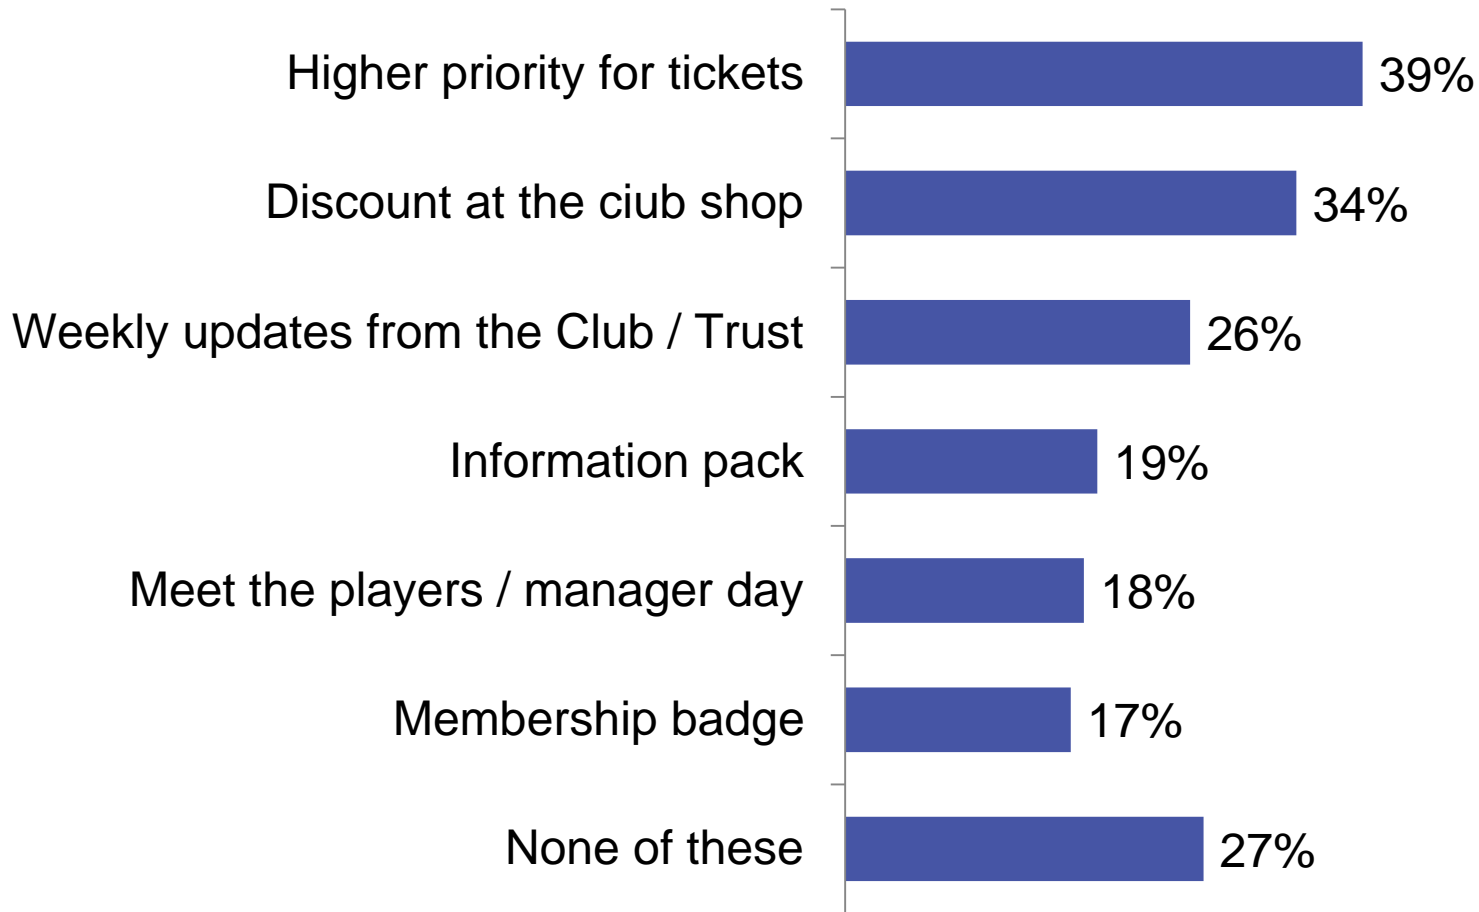 Higher priority for tickets 39%
Discount at the ciub shop 34%
Weekly updates from the Club / Trust 26%
Information pack 19%
Meet the players / manager day 18%
Membership badge 17%
None of these 27%